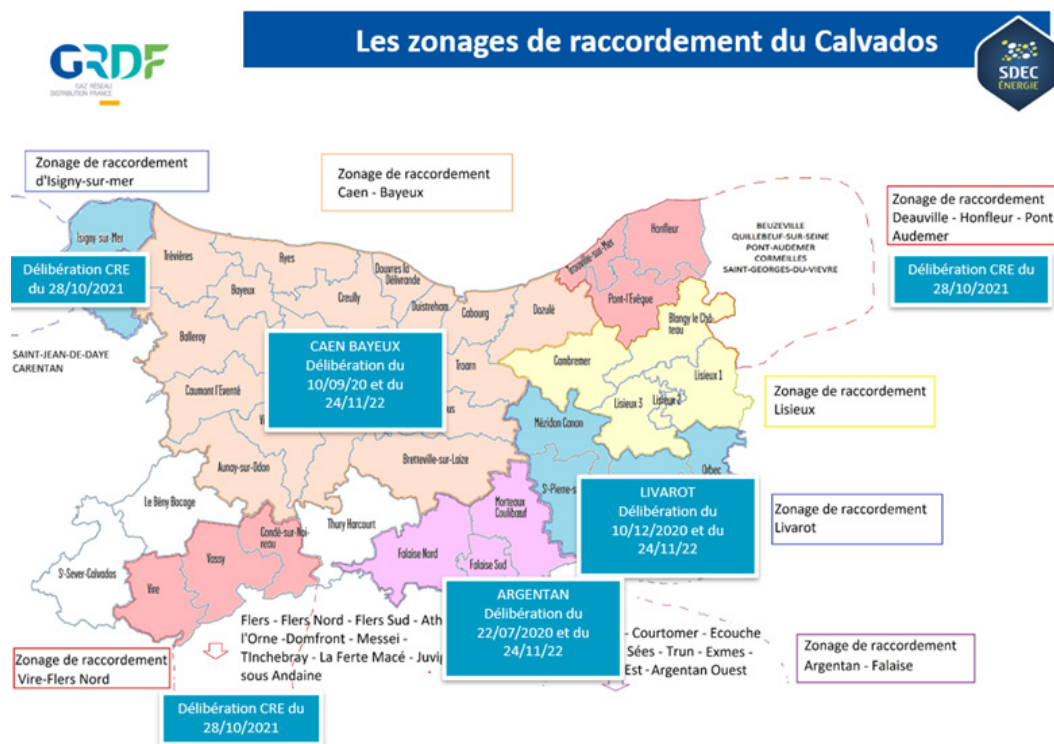 Les zonages de raccordement du Calvados
GRDF
GAZ RÉSEAU
DISTRIBUTION FRANCE
SDEC
ÉNERGIE
Zonage de raccordement
d'Isigny-sur-mer
Zonage de raccordement
Caen - Bayeux
Zonage de raccordement
Deauville - Honfleur - Pont
Audemer
BEUZEVILLE
QUILLEBEUF-SUR-SEINE
PONT-AUDEMER
CORMEILLES
SAINT-GEORGES-DU-VIEVRE
Délibération CRE du
28/10/2021
Isigny-sur-Mer
Délibération CRE
du 28/10/2021
Trévières
Ryes
Douvres la
Délivrande
Bayeux
Creully
Ouistreham
Cabourg
Dozulé
Trouville-sur-Mer
Honfleur
Pont-l'Evêque
Blangy le Châ-
teau
Balleroy
SAINT-JEAN-DE-DAYE
CARENTAN
CAEN BAYEUX
Délibération du
10/09/20 et du
24/11/22
Troarn
Cambremer
Lisieux 1
Lisieux 2
Lisieux 3
Caumont l'Eventé
Zonage de raccordement
Lisieux
Mézidon Canon
Aunay-sur-Odon
Bretteville-sur-Laize
Orbec
Le Bény Bocage
Thury Harcourt
Morteaux
Coulibœuf
St-Pierre-s
LIVAROT
Délibération du
10/12/2020 et du
24/11/22
Zonage de raccordement
Livarot
Condé-sur-Noi-
reau
Vassy
St-Sever-Calvados
Vire
Falaise Nord
Falaise Sud
ARGENTAN
Délibération du
22/07/2020 et du
24/11/22
Flers - Flers Nord - Flers Sud - Ath
l'Orne -Domfront - Messei -
TInchebray - La Ferte Macé - Juvig
sous Andaine
- Courtomer - Ecouche
Sées - Trun - Exmes -
Est - Argentan Ouest
Zonage de raccordement
Argentan - Falaise
Zonage de raccordement
Vire-Flers Nord
Délibération CRE du
28/10/2021